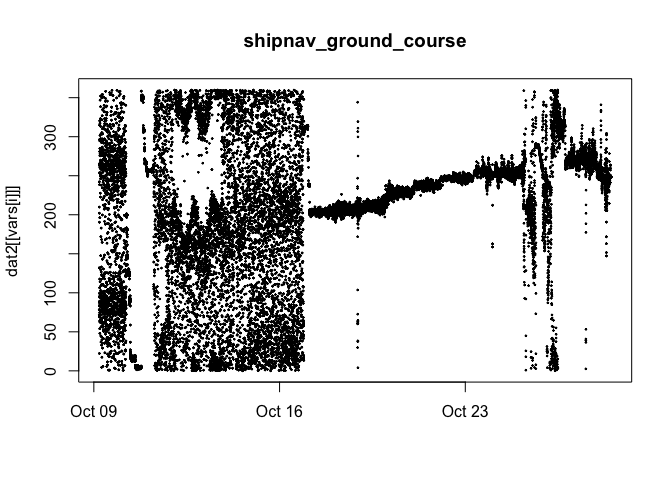 shipnav_ground_course
dat2[[vars[i]]]
300
200
100
50
0
Oct 09
Oct 16
Oct 23